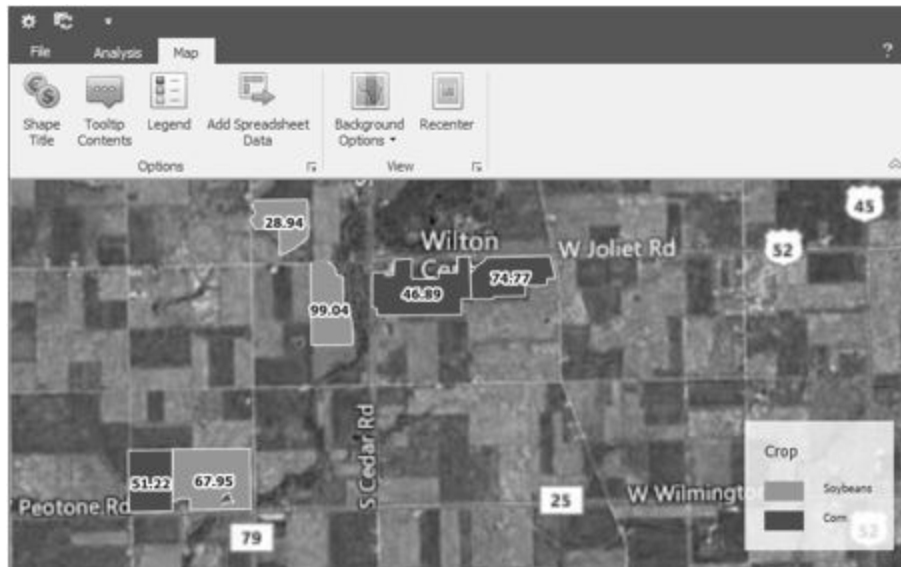 File Analysis Map ?
Shape Title
Tooltip Contents
Legend
Add Spreadsheet Data
Background Options
Recenter
Options
View
45
28.94
Wilton
W Joliet Rd
52
74.77
46.89
99.04
S Cedar Rd
Crop
51.22
67.95
Soybeans
Peotone Rd
25
W Wilmington
Corn
79
52